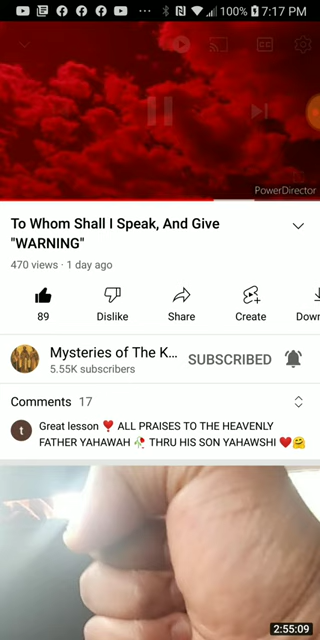 100% 7:17 PM
PowerDirector
To Whom Shall I Speak, And Give
"WARNING"
470 views · 1 day ago
89
Dislike
Share
Create
Down
Mysteries of The K...
SUBSCRIBED
5.55K subscribers
Comments 17
t
Great lesson ❣️ ALL PRAISES TO THE HEAVENLY
FATHER YAHAWAH 🥀 THRU HIS SON YAHAWSHI ❤️🤗
2:55:09